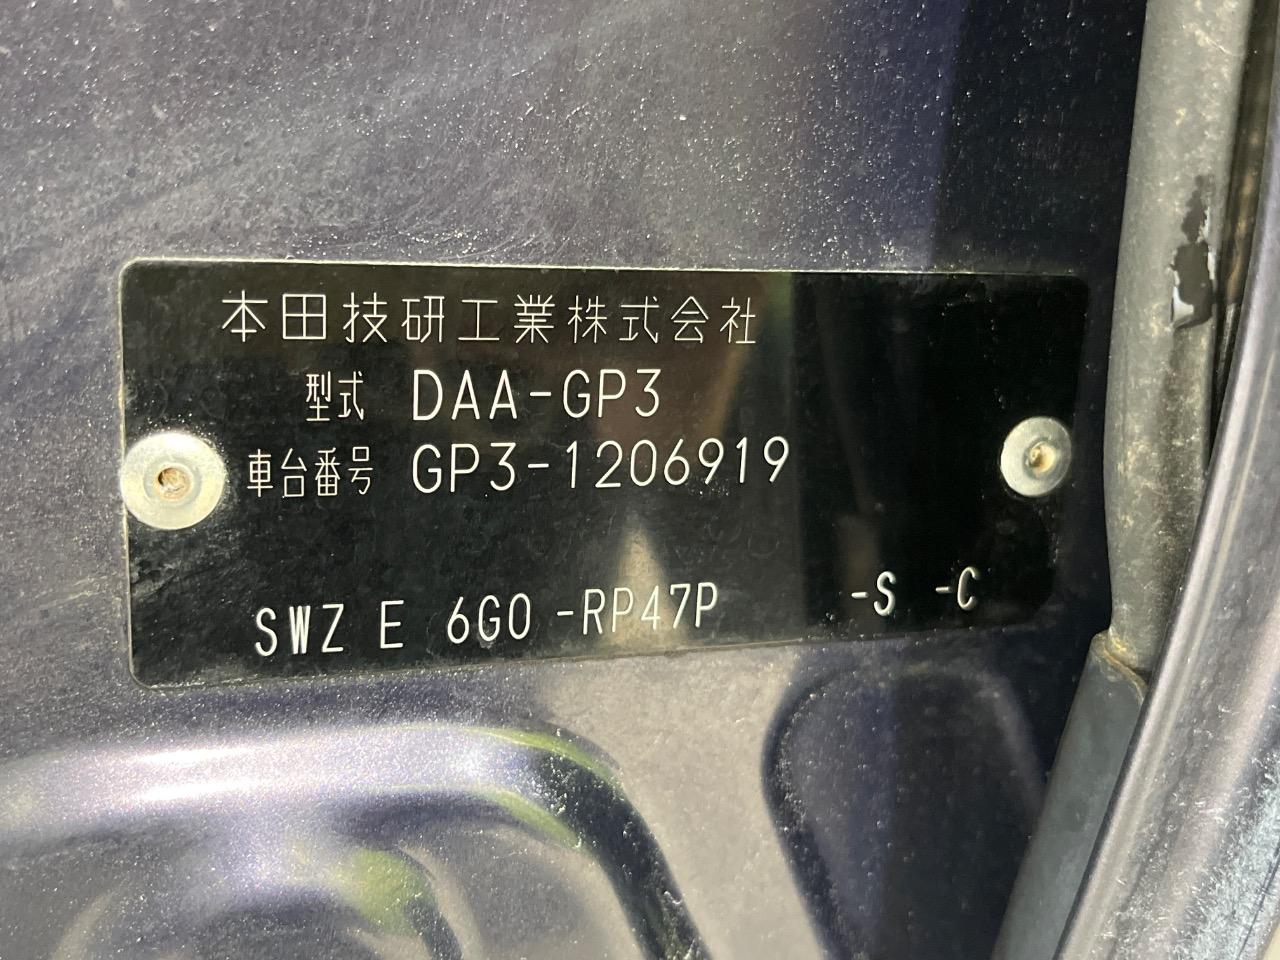 本田技研工業株式会社
型式 DAA-GP3
車台番号 GP3-1206919
SWZ E 6G0 -RP47P -S -C